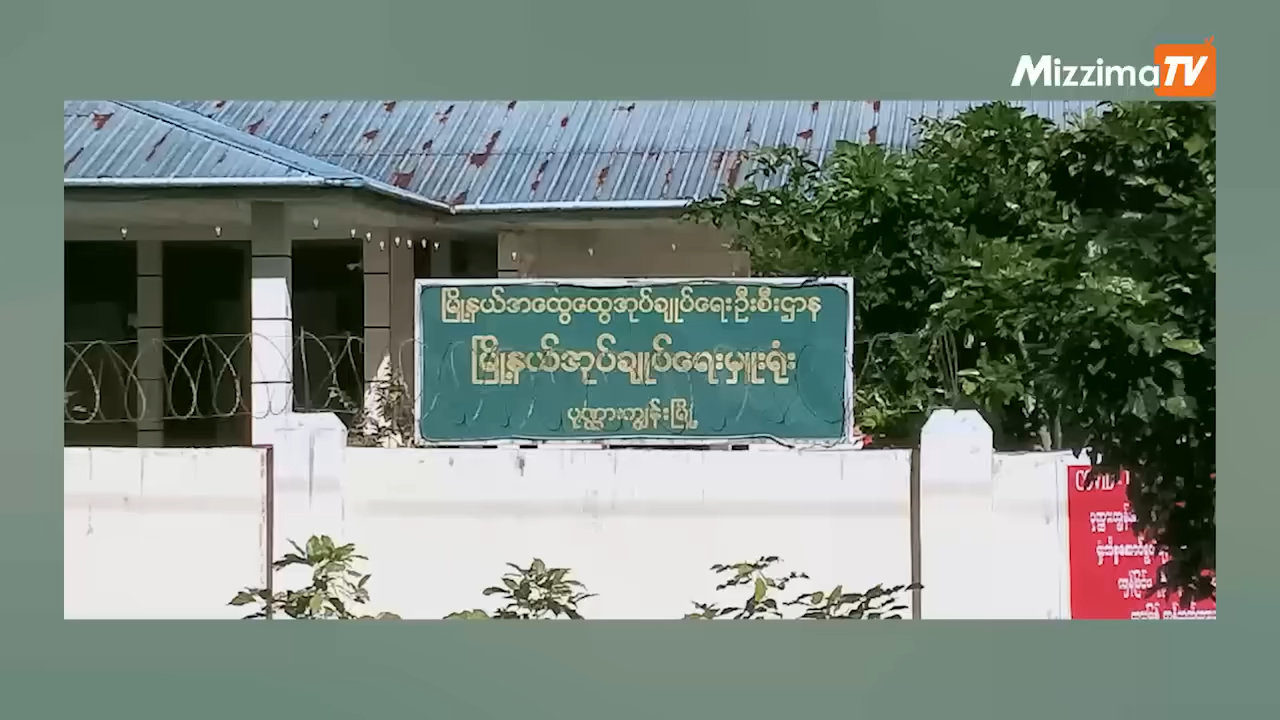 MizzimaTV
မြို့နယ်အထွေထွေအုပ်ချုပ်ရေးဦးစီးဌာန
မြို့နယ်အုပ်ချုပ်ရေးမှူးရုံး
ပုဏ္ဏားကျွန်းမြို့